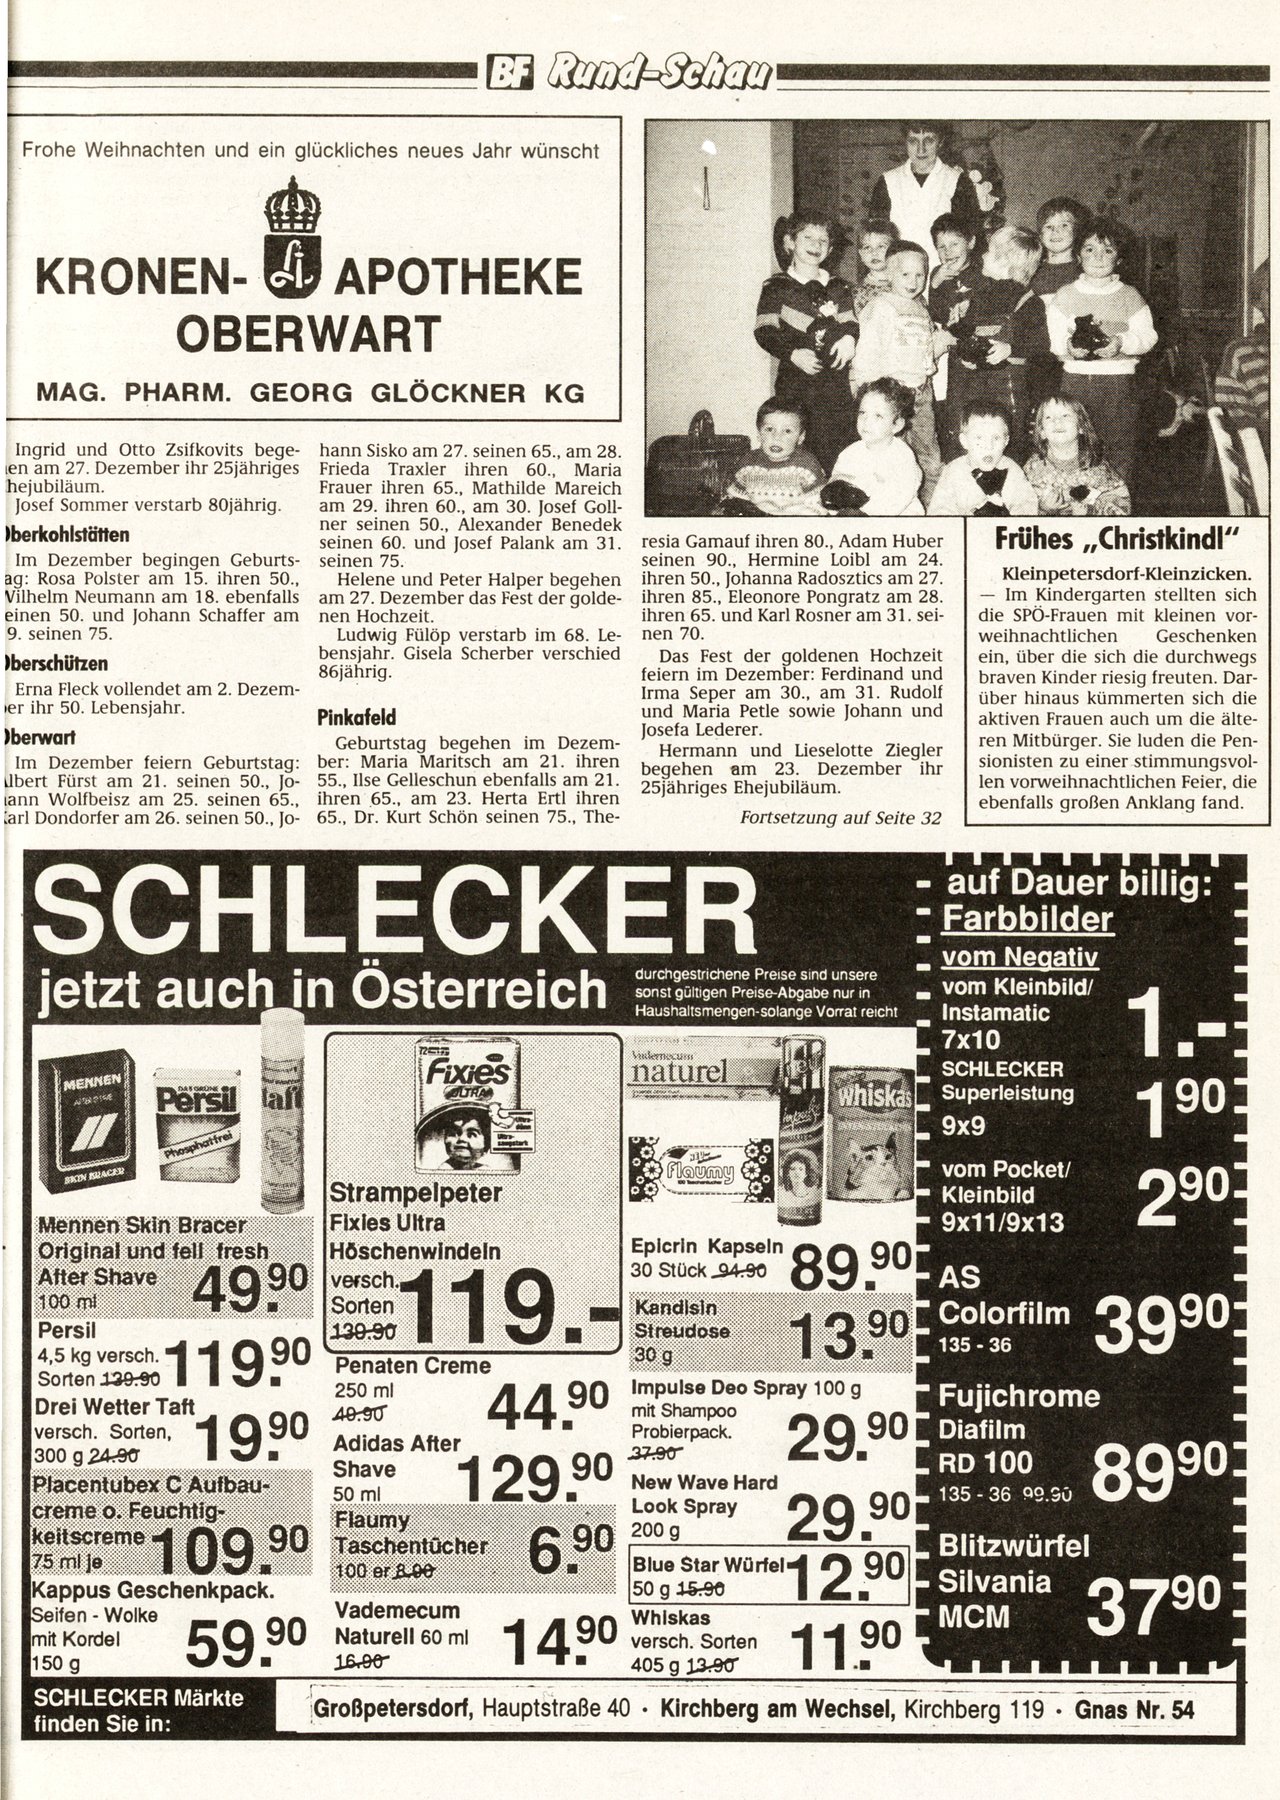 BF Rund-Schau
Frohe Weihnachten und ein glückliches neues Jahr wünscht
KRONEN- APOTHEKE
OBERWART
MAG. PHARM. GEORG GLÖCKNER KG
Ingrid und Otto Zsifkovits bege-
en am 27. Dezember ihr 25jähriges
hejubiläum.
Josef Sommer verstarb 80jährig.
Oberkohlstätten
Im Dezember begingen Geburts-
ag: Rosa Polster am 15. ihren 50.,
Wilhelm Neumann am 18. ebenfalls
einen 50. und Johann Schaffer am
9. seinen 75.
Oberschützen
Erna Fleck vollendet am 2. Dezem-
er ihr 50. Lebensjahr.
Oberwart
Im Dezember feiern Geburtstag:
Albert Fürst am 21. seinen 50., Jo-
ann Wolfbeisz am 25. seinen 65.,
Karl Dondorfer am 26. seinen 50., Jo-
hann Sisko am 27. seinen 65., am 28.
Frieda Traxler ihren 60., Maria
Frauer ihren 65., Mathilde Mareich
am 29. ihren 60., am 30. Josef Goll-
ner seinen 50., Alexander Benedek
seinen 60. und Josef Palank am 31.
seinen 75.
Helene und Peter Halper begehen
am 27. Dezember das Fest der golde-
nen Hochzeit.
Ludwig Fülöp verstarb im 68. Le-
bensjahr. Gisela Scherber verschied
86jährig.
Pinkafeld
Geburtstag begehen im Dezem-
ber: Maria Maritsch am 21. ihren
55., Ilse Gelleschun ebenfalls am 21.
ihren 65., am 23. Herta Ertl ihren
65., Dr. Kurt Schön seinen 75., The-
resia Gamauf ihren 80., Adam Huber
seinen 90., Hermine Loibl am 24.
ihren 50., Johanna Radosztics am 27.
ihren 85., Eleonore Pongratz am 28.
ihren 65. und Karl Rosner am 31. sei-
nen 70.
Das Fest der goldenen Hochzeit
feiern im Dezember: Ferdinand und
Irma Seper am 30., am 31. Rudolf
und Maria Petle sowie Johann und
Josefa Lederer.
Hermann und Lieselotte Ziegler
begehen am 23. Dezember ihr
25jähriges Ehejubiläum.
Fortsetzung auf Seite 32
Frühes „Christkindl“
Kleinpetersdorf-Kleinzicken.
— Im Kindergarten stellten sich
die SPÖ-Frauen mit kleinen vor-
weihnachtlichen Geschenken
ein, über die sich die durchwegs
braven Kinder riesig freuten. Dar-
über hinaus kümmerten sich die
aktiven Frauen auch um die älte-
ren Mitbürger. Sie luden die Pen-
sionisten zu einer stimmungsvol-
len vorweihnachtlichen Feier, die
ebenfalls großen Anklang fand.
SCHLECKER
jetzt auch in Österreich
durchgestrichene Preise sind unsere
sonst gültigen Preise-Abgabe nur in
Haushaltsmengen-solange Vorrat reicht
MENNEN
SKIN BRACER
DAS GRÜNE
Persil
Phosphatfrei
taft
Mennen Skin Bracer
Original und fell fresh
After Shave 49.90
100 ml
Persil
4,5 kg versch. 119.90
Sorten 139.90
Drei Wetter Taft
versch. Sorten, 19.90
300 g 24.90
Placentubex C Aufbau-
creme o. Feuchtig-
keitscreme 109.90
75 ml je
Kappus Geschenkpack.
Seifen - Wolke
mit Kordel 59.90
150 g
Fixies
ULTRA
Strampelpeter
Fixies Ultra
Höschenwindeln
versch. 119.-
Sorten
139.90
Penaten Creme
250 ml 44.90
49.90
Adidas After
Shave 129.90
50 ml
Flaumy
Taschentücher 6.90
100 er 8.90
Vademecum
Naturell 60 ml 14.90
16.90
Vademecum
naturel
flaumy
impulse
whiskas
Epicrin Kapseln 89.90
30 Stück 94.90
Kandisin
Streudose 13.90
30 g
Impulse Deo Spray 100 g
mit Shampoo
Probierpack. 29.90
37.90
New Wave Hard
Look Spray 29.90
200 g
Blue Star Würfel 12.90
50 g 15.90
Whiskas
versch. Sorten 11.90
405 g 13.90
auf Dauer billig:
Farbbilder
vom Negativ
vom Kleinbild/
Instamatic 1.-
7x10
SCHLECKER
Superleistung 1 90
9x9
vom Pocket/
Kleinbild 2 90
9x11/9x13
AS
Colorfilm 39 90
135 - 36
Fujichrome
Diafilm
RD 100 89 90
135 - 36 99.90
Blitzwürfel
Silvania 37 90
MCM
SCHLECKER Märkte
finden Sie in:
Großpetersdorf, Hauptstraße 40 · Kirchberg am Wechsel, Kirchberg 119 · Gnas Nr. 54